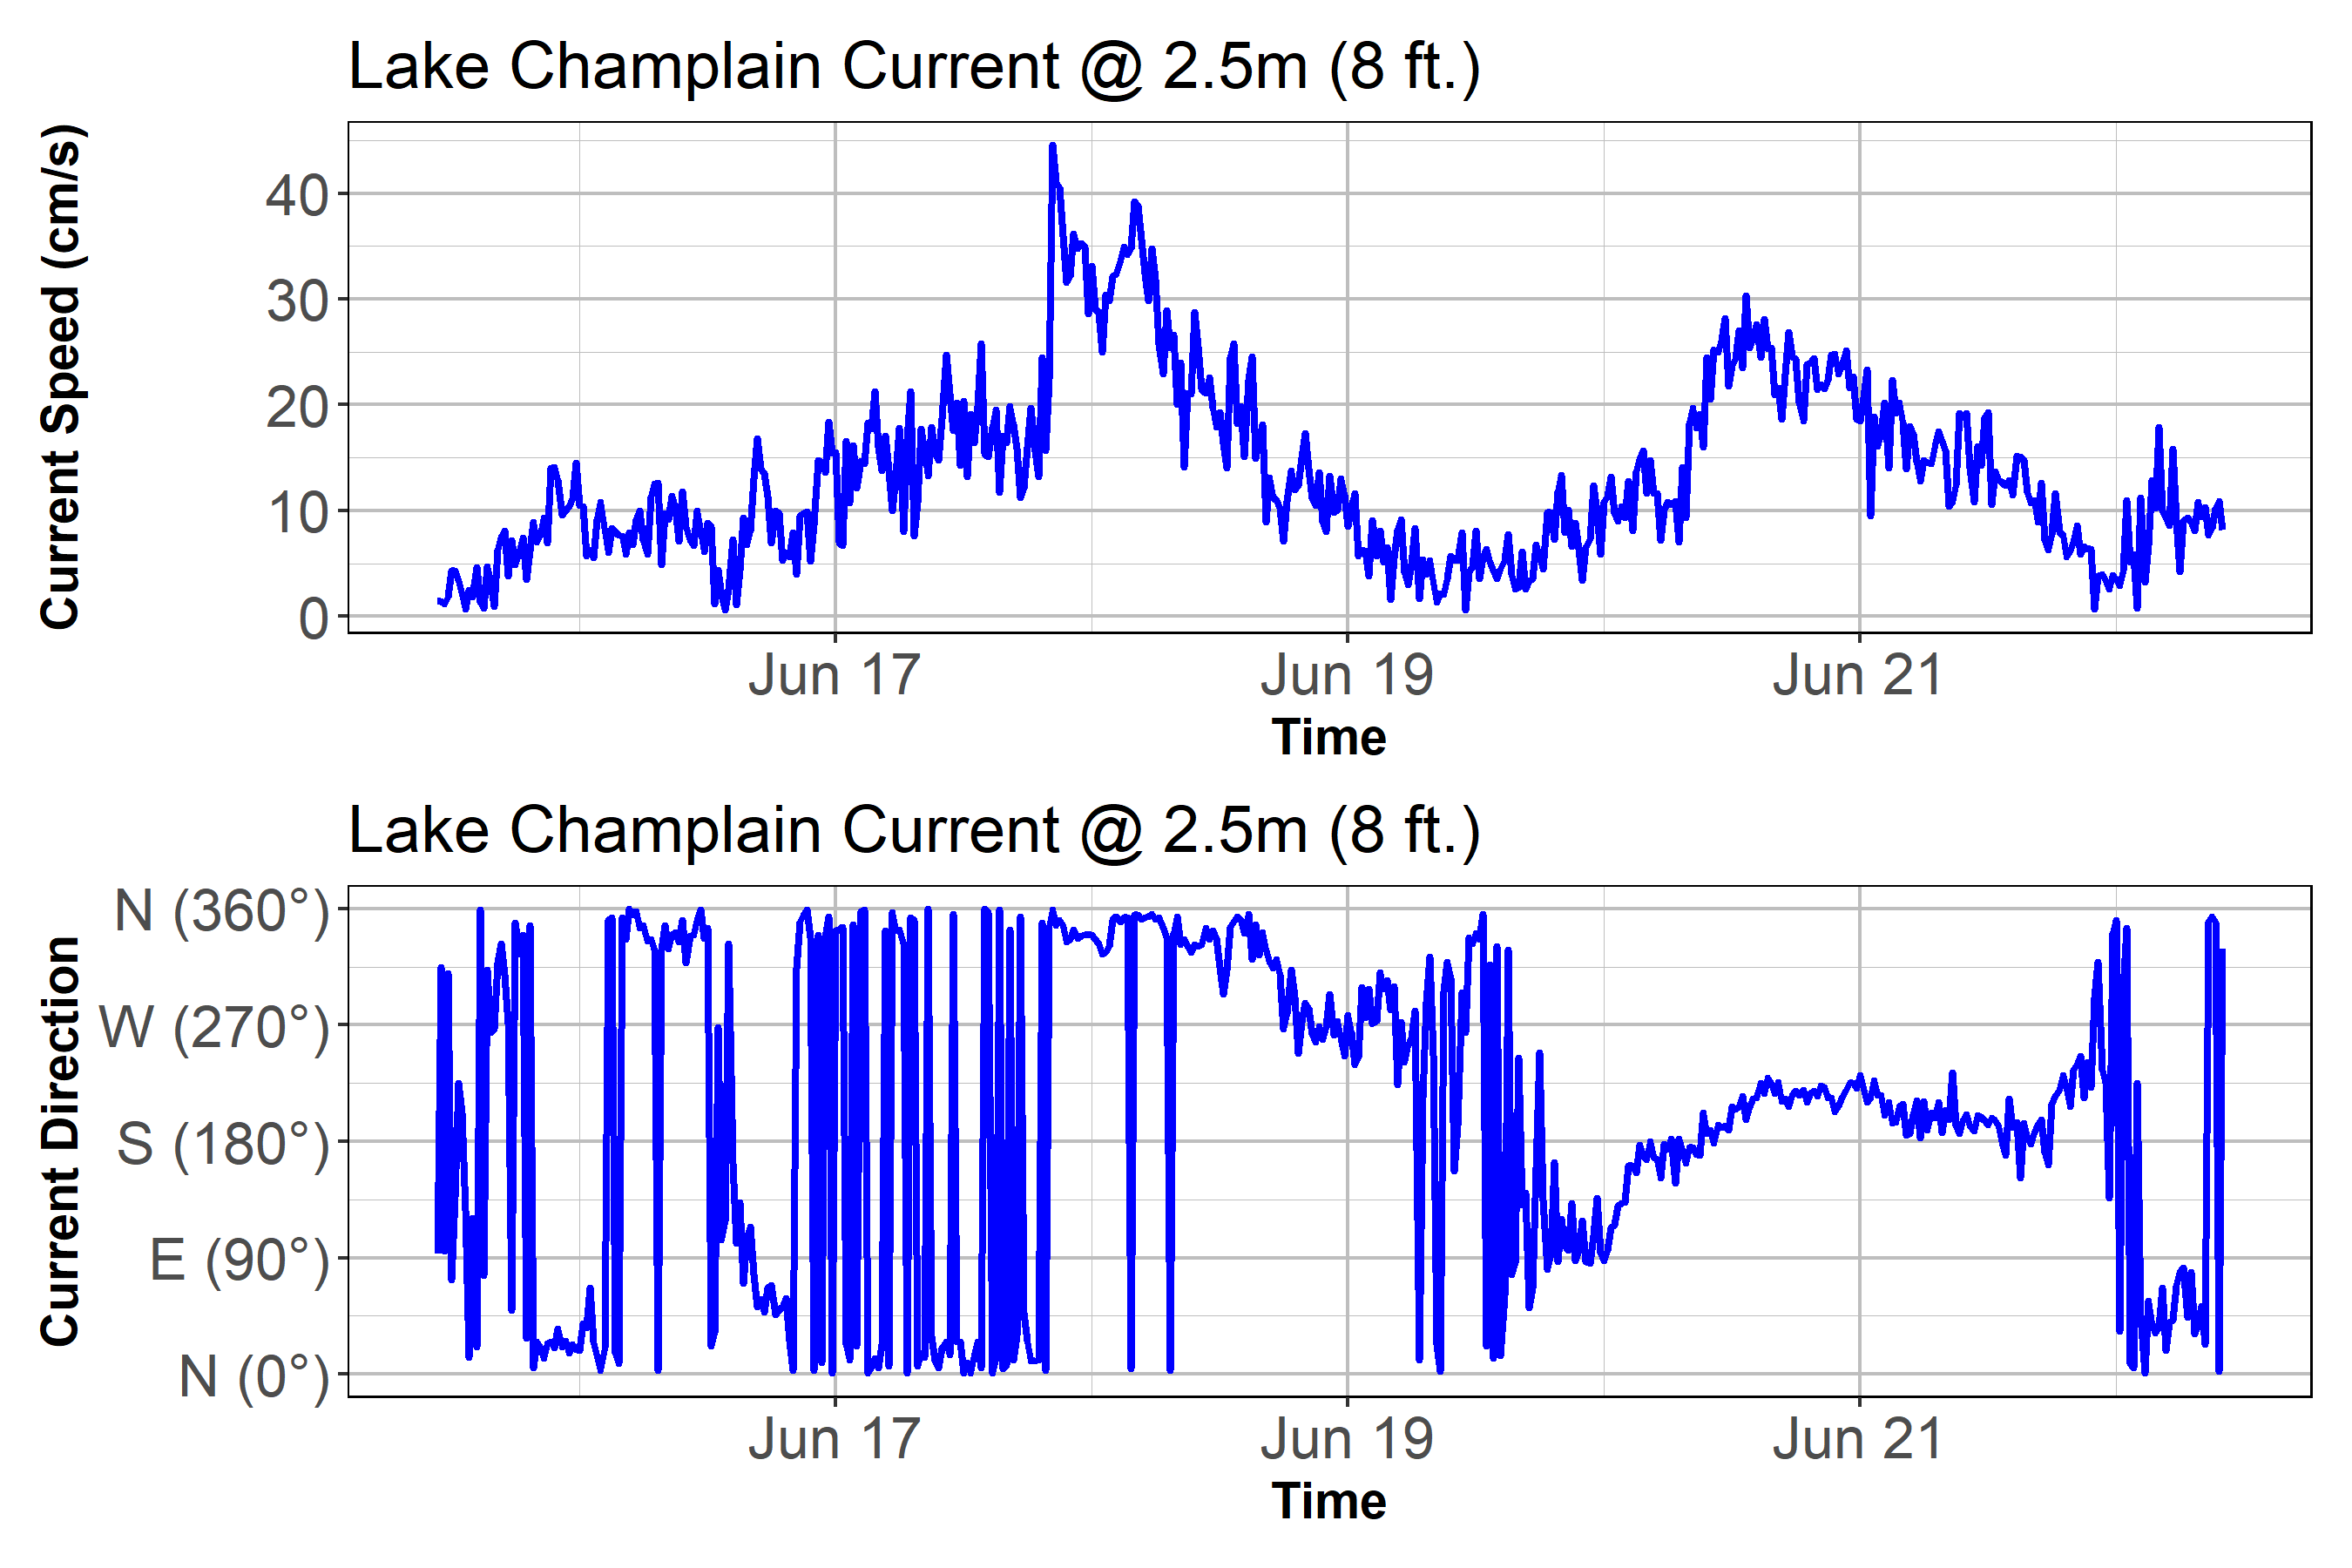 Lake Champlain Current @ 2.5m (8 ft.)
Current Speed (cm/s)
40
30
20
10
0
Jun 17 Jun 19 Jun 21
Time
Lake Champlain Current @ 2.5m (8 ft.)
Current Direction
N (360°)
W (270°)
S (180°)
E (90°)
N (0°)
Jun 17 Jun 19 Jun 21
Time